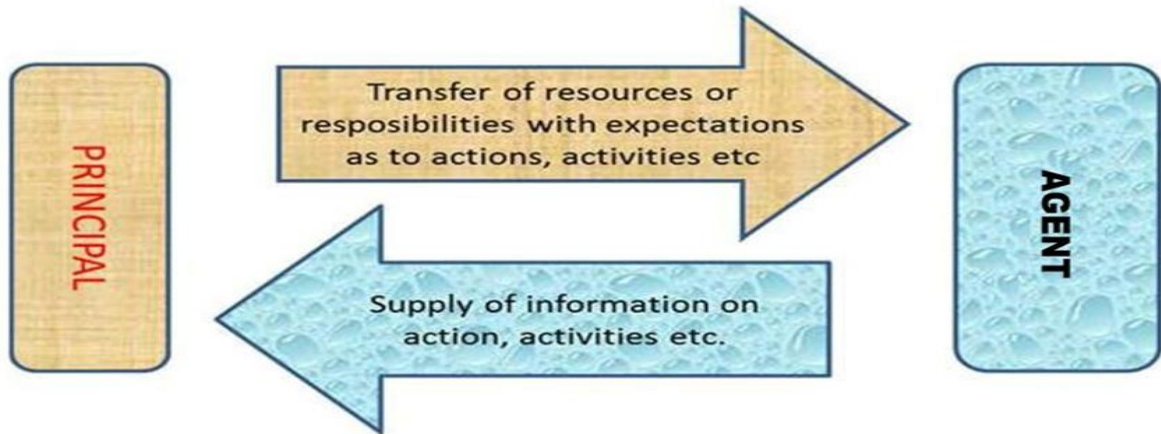 PRINCIPAL
Transfer of resources or
resposibilities with expectations
as to actions, activities etc
Supply of information on
action, activities etc.
AGENT